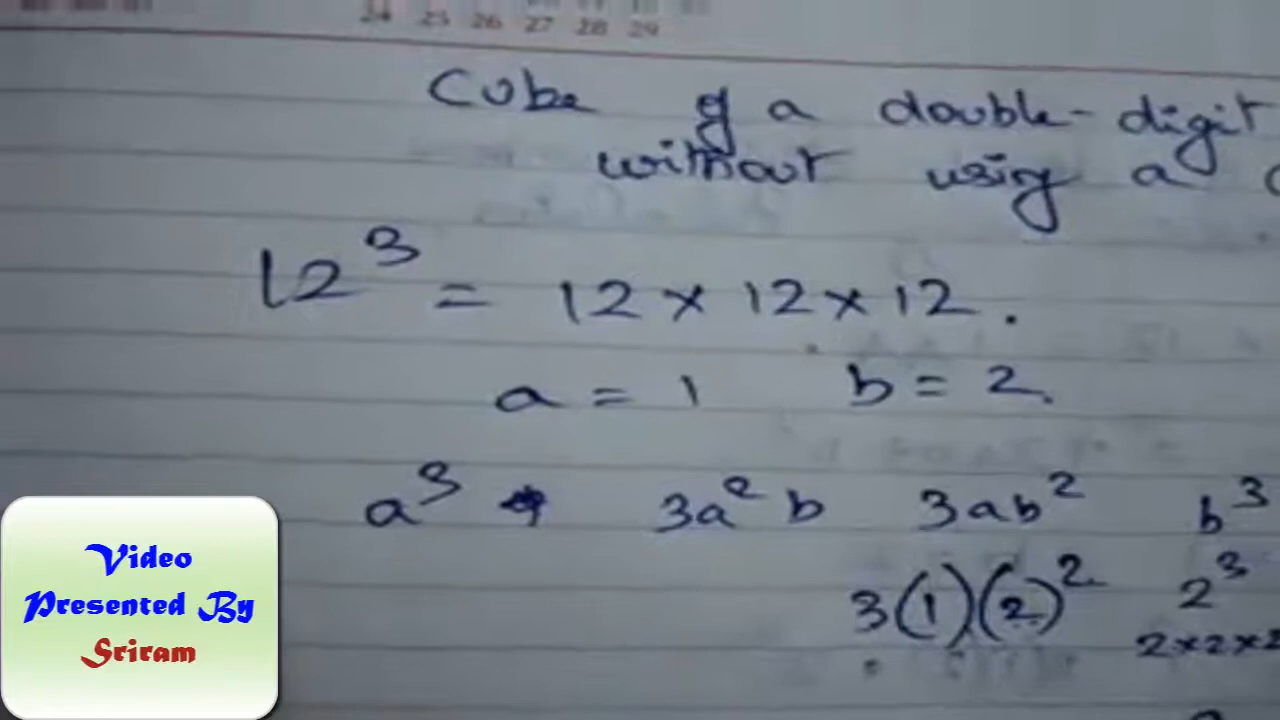 24 25 26 27 28 29
Cube of a double-digit
without using a
12³ = 12 × 12 × 12.
a = 1 b = 2.
a³ 3a²b 3ab² b³
3(1)(2)² 2³
2×2×2
Video
Presented By
Sriram